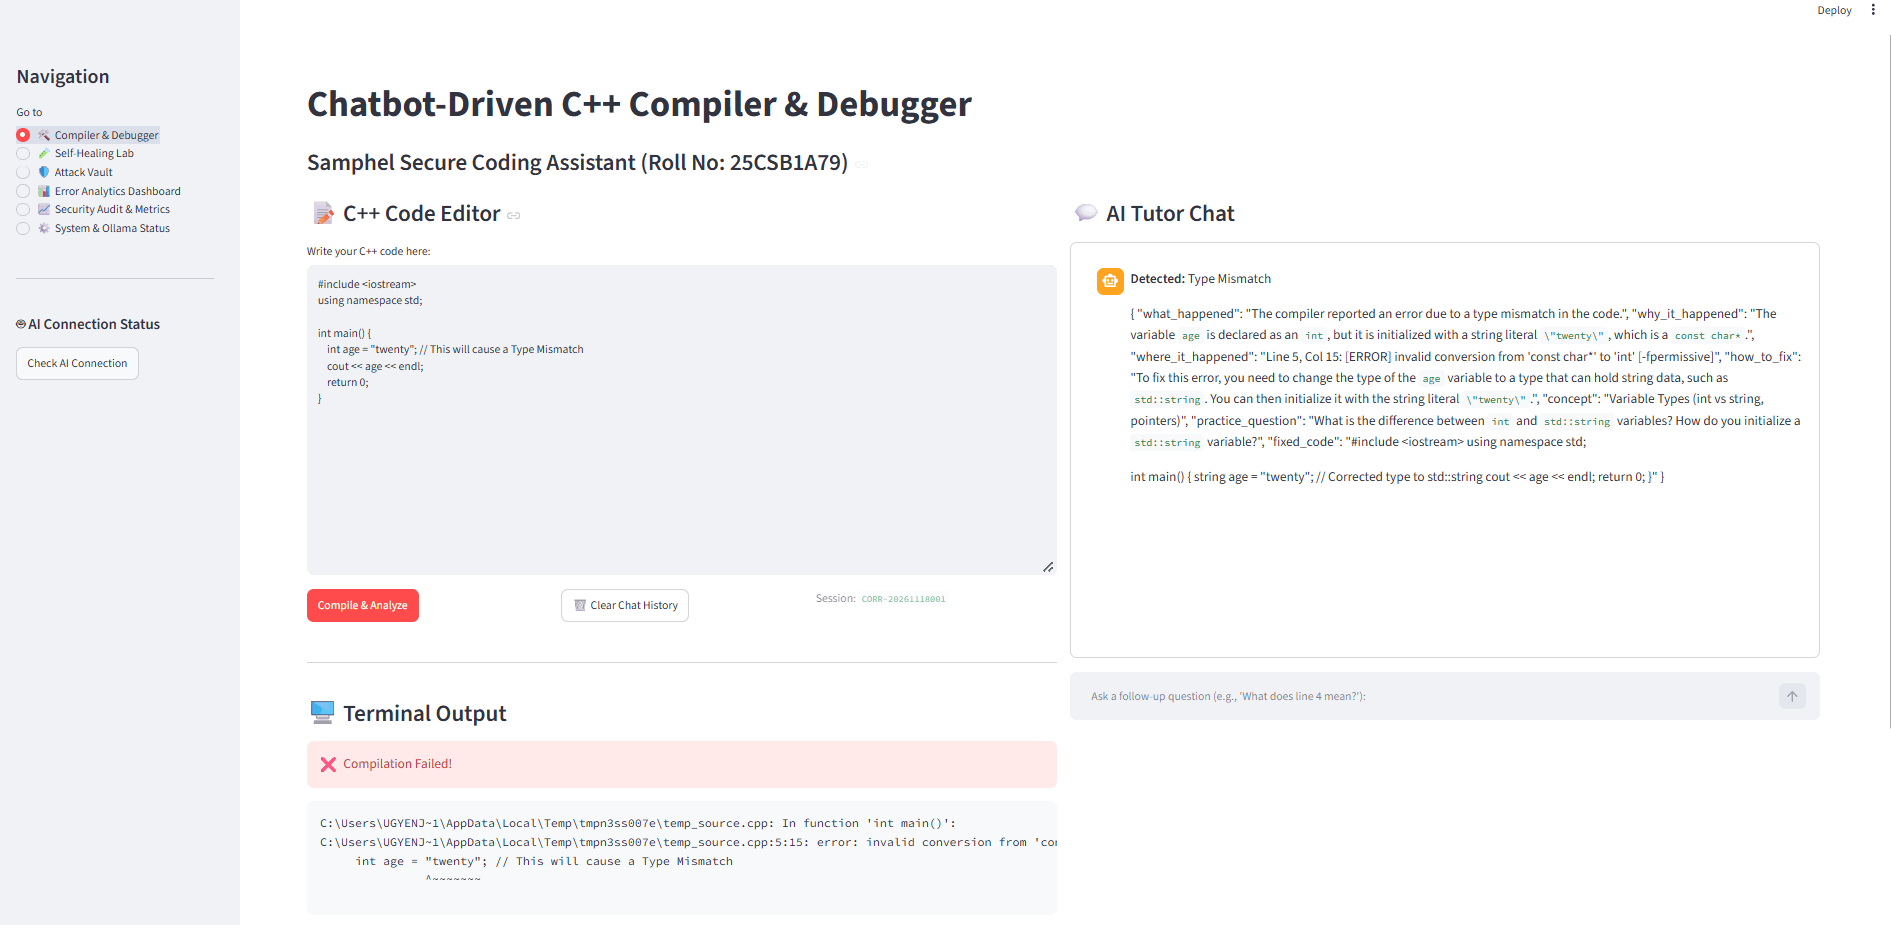 Deploy
Navigation
Go to
Compiler & Debugger
Self-Healing Lab
Attack Vault
Error Analytics Dashboard
Security Audit & Metrics
System & Ollama Status
AI Connection Status
Check AI Connection
Chatbot-Driven C++ Compiler & Debugger
Samphel Secure Coding Assistant (Roll No: 25CSB1A79)
C++ Code Editor
Write your C++ code here:
#include <iostream>
using namespace std;
int main() {
int age = "twenty"; // This will cause a Type Mismatch
cout << age << endl;
return 0;
}
Compile & Analyze
Clear Chat History
Session: CORR-20261118001
Terminal Output
Compilation Failed!
C:\Users\UGYENJ~1\AppData\Local\Temp\tmpn3ss007e\temp_source.cpp: In function 'int main()':
C:\Users\UGYENJ~1\AppData\Local\Temp\tmpn3ss007e\temp_source.cpp:5:15: error: invalid conversion from 'con
int age = "twenty"; // This will cause a Type Mismatch
^~~~~~~~
AI Tutor Chat
Detected: Type Mismatch
{ "what_happened": "The compiler reported an error due to a type mismatch in the code.", "why_it_happened": "The
variable age is declared as an int , but it is initialized with a string literal \"twenty\" , which is a const char* .",
"where_it_happened": "Line 5, Col 15: [ERROR] invalid conversion from 'const char*' to 'int' [-fpermissive]", "how_to_fix":
"To fix this error, you need to change the type of the age variable to a type that can hold string data, such as
std::string . You can then initialize it with the string literal \"twenty\" .", "concept": "Variable Types (int vs string,
pointers)", "practice_question": "What is the difference between int and std::string variables? How do you initialize a
std::string variable?", "fixed_code": "#include <iostream> using namespace std;
int main() { string age = "twenty"; // Corrected type to std::string cout << age << endl; return 0; }" }
Ask a follow-up question (e.g., 'What does line 4 mean?'):